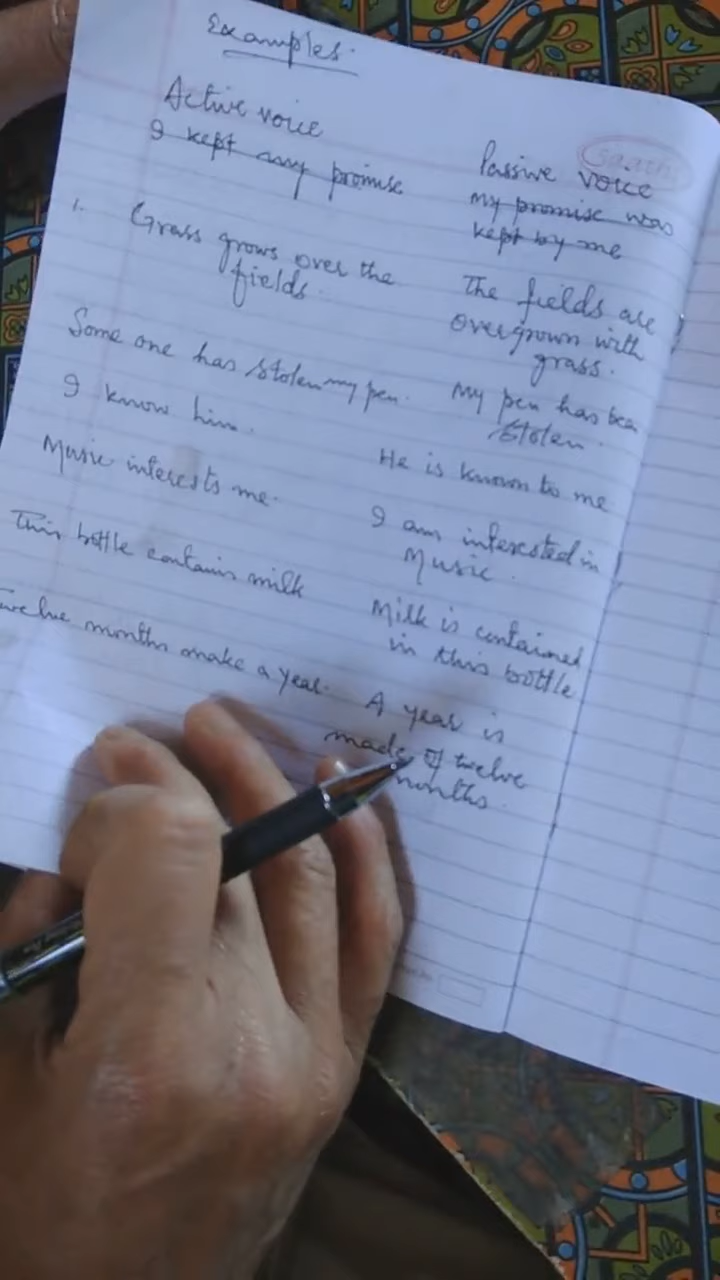 Examples.
Active voice
Passive voice
Saathi
I kept my promise
my promise was
kept by me
1. Grass grows over the
fields.
The fields are
overgrown with
grass.
Some one has stolen my pen.
My pen has been
stolen.
I know him.
He is known to me
Music interests me.
I am interested in
Music.
This bottle contains milk
Milk is contained
in this bottle
Twelve months make a year.
A year is
made of twelve
months.